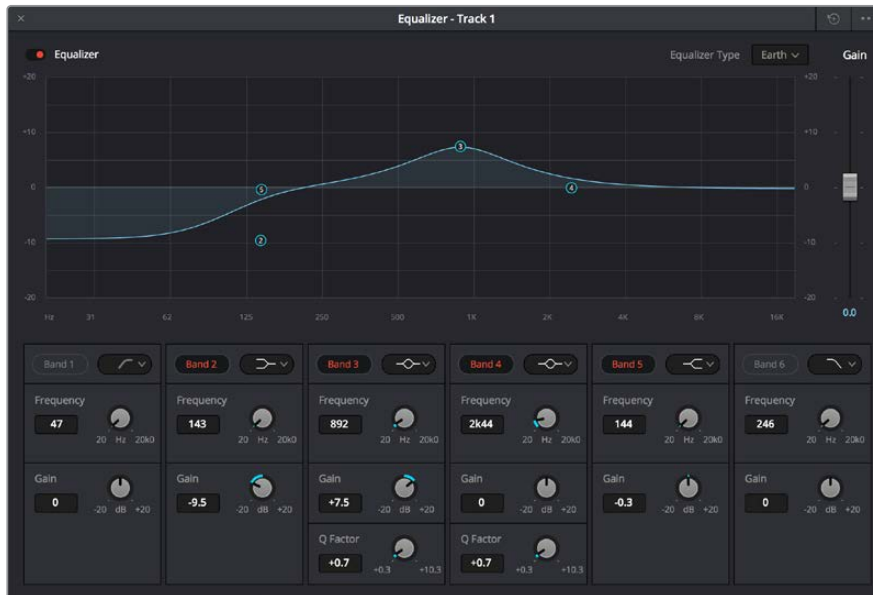 × Equalizer - Track 1
Equalizer Equalizer Type Earth Gain
+20 +20
+10 +10
0 0
-10 -10
-20 -20
Hz 31 62 125 250 500 1K 2K 4K 8K 16K 0.0
5 3 4
2
Band 1 Band 2 Band 3 Band 4 Band 5 Band 6
Frequency Frequency Frequency Frequency Frequency Frequency
47 143 892 2k44 144 246
20 Hz 20k0 20 Hz 20k0 20 Hz 20k0 20 Hz 20k0 20 Hz 20k0 20 Hz 20k0
Gain Gain Gain Gain Gain Gain
0 -9.5 +7.5 0 -0.3 0
-20 dB +20 -20 dB +20 -20 dB +20 -20 dB +20 -20 dB +20 -20 dB +20
Q Factor Q Factor
+0.7 +0.7
+0.3 +10.3 +0.3 +10.3